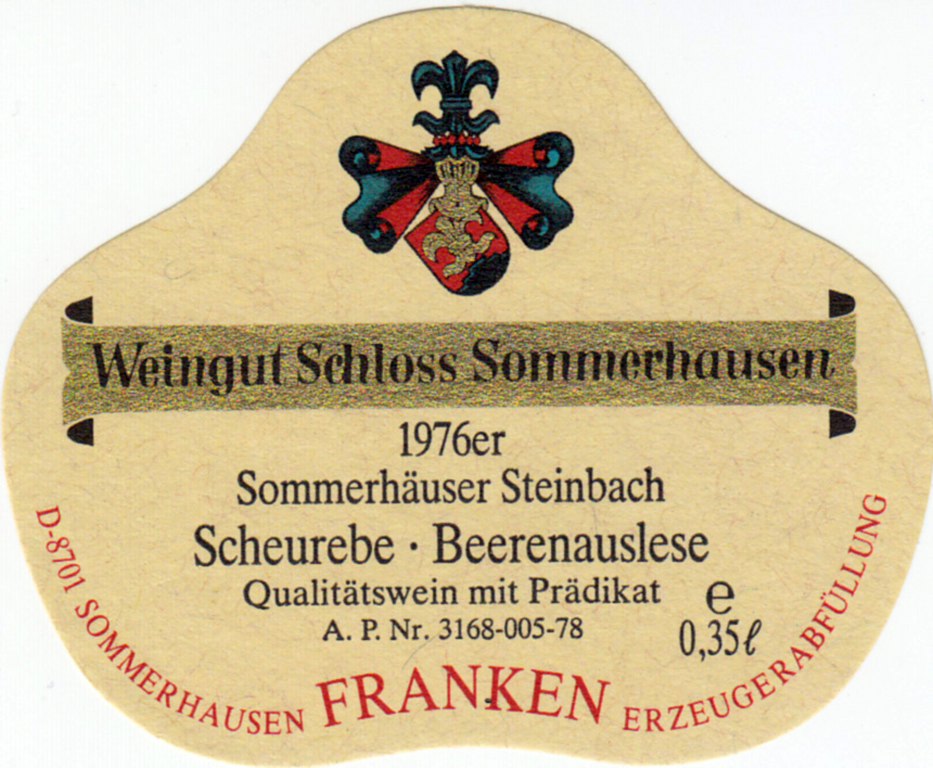 Weingut Schloss Sommerhausen
1976er
Sommerhäuser Steinbach
Scheurebe · Beerenauslese
Qualitätswein mit Prädikat
A. P. Nr. 3168-005-78
e
0,35ℓ
D-8701 SOMMERHAUSEN
FRANKEN
ERZEUGERABFÜLLUNG